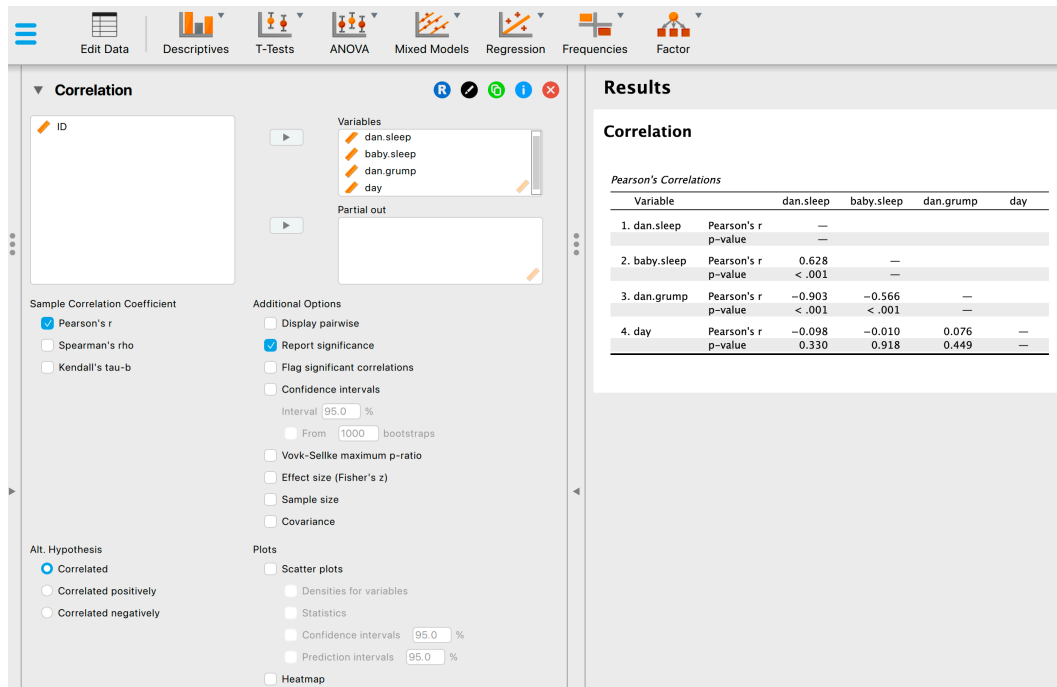 Edit Data
Descriptives
T-Tests
ANOVA
Mixed Models
Regression
Frequencies
Factor
Correlation
R
i
ID
Variables
dan.sleep
baby.sleep
dan.grump
day
Partial out
Sample Correlation Coefficient
Pearson's r
Spearman's rho
Kendall's tau-b
Additional Options
Display pairwise
Report significance
Flag significant correlations
Confidence intervals
Interval 95.0 %
From 1000 bootstraps
Vovk-Sellke maximum p-ratio
Effect size (Fisher's z)
Sample size
Covariance
Alt. Hypothesis
Correlated
Correlated positively
Correlated negatively
Plots
Scatter plots
Densities for variables
Statistics
Confidence intervals 95.0 %
Prediction intervals 95.0 %
Heatmap
Results
Correlation
Pearson's Correlations
Variable dan.sleep baby.sleep dan.grump day
1. dan.sleep Pearson's r —
p-value —
2. baby.sleep Pearson's r 0.628 —
p-value < .001 —
3. dan.grump Pearson's r −0.903 −0.566 —
p-value < .001 < .001 —
4. day Pearson's r −0.098 −0.010 0.076 —
p-value 0.330 0.918 0.449 —